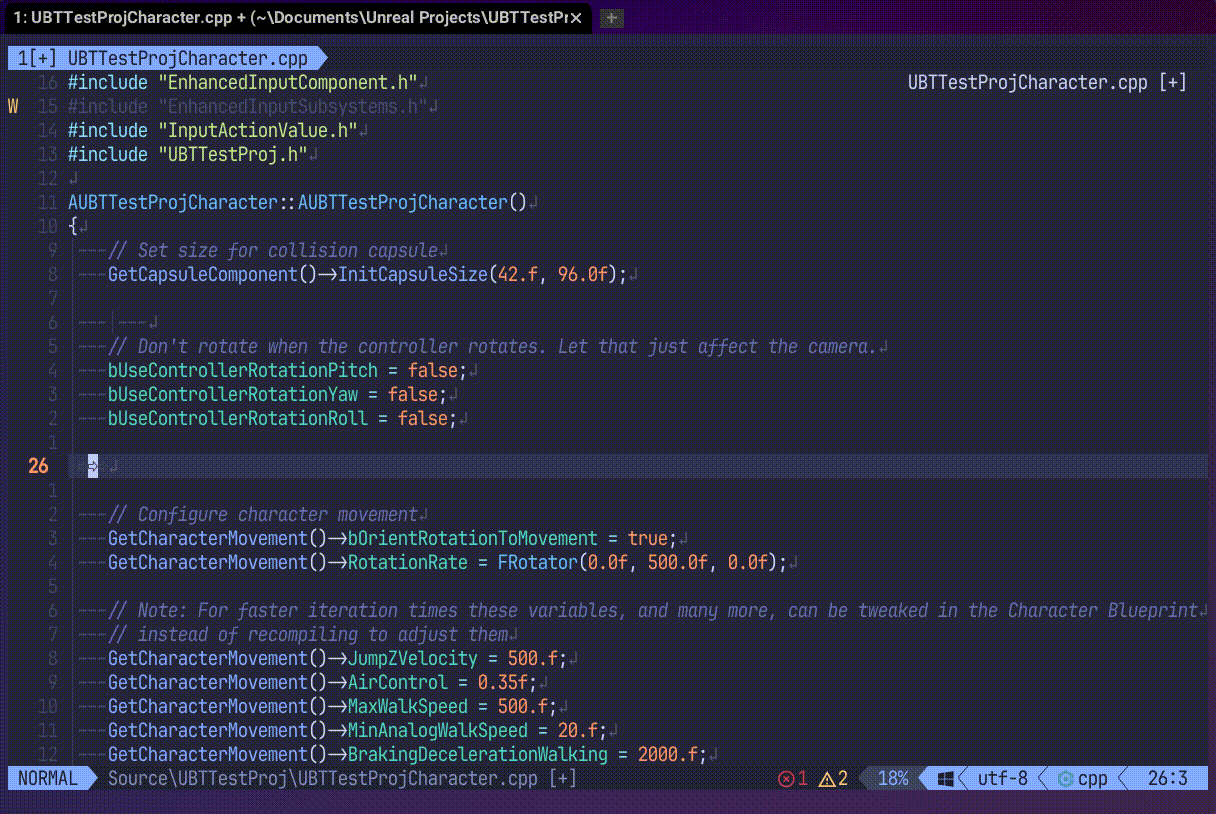 1: UBTTestProjCharacter.cpp + (~\Documents\Unreal Projects\UBTTestPr× +
1[+] UBTTestProjCharacter.cpp
16 #include "EnhancedInputComponent.h"↲ UBTTestProjCharacter.cpp [+]
W 15 #include "EnhancedInputSubsystems.h"↲
14 #include "InputActionValue.h"↲
13 #include "UBTTestProj.h"↲
12 ↲
11 AUBTTestProjCharacter::AUBTTestProjCharacter()↲
10 {↲
9 ---// Set size for collision capsule↲
8 ---GetCapsuleComponent()->InitCapsuleSize(42.f, 96.0f);↲
7
6 --- ---↲
5 ---// Don't rotate when the controller rotates. Let that just affect the camera.↲
4 ---bUseControllerRotationPitch = false;↲
3 ---bUseControllerRotationYaw = false;↲
2 ---bUseControllerRotationRoll = false;↲
1
26 ↲
1
2 ---// Configure character movement↲
3 ---GetCharacterMovement()->bOrientRotationToMovement = true;↲
4 ---GetCharacterMovement()->RotationRate = FRotator(0.0f, 500.0f, 0.0f);↲
5
6 ---// Note: For faster iteration times these variables, and many more, can be tweaked in the Character Blueprint↲
7 ---// instead of recompiling to adjust them↲
8 ---GetCharacterMovement()->JumpZVelocity = 500.f;↲
9 ---GetCharacterMovement()->AirControl = 0.35f;↲
10 ---GetCharacterMovement()->MaxWalkSpeed = 500.f;↲
11 ---GetCharacterMovement()->MinAnalogWalkSpeed = 20.f;↲
12 ---GetCharacterMovement()->BrakingDecelerationWalking = 2000.f;↲
NORMAL Source\UBTTestProj\UBTTestProjCharacter.cpp [+] 1 2 18% utf-8 cpp 26:3